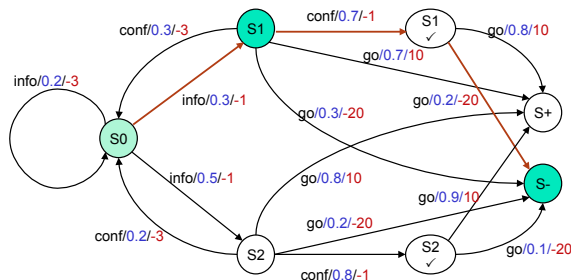 S1
conf/0.7/-1
S1
✓
conf/0.3/-3
go/0.8/10
go/0.7/10
info/0.2/-3
info/0.3/-1
go/0.3/-20
go/0.2/-20
S+
S0
info/0.5/-1
go/0.8/10
S-
go/0.9/10
go/0.2/-20
conf/0.2/-3
S2
S2
✓
go/0.1/-20
conf/0.8/-1